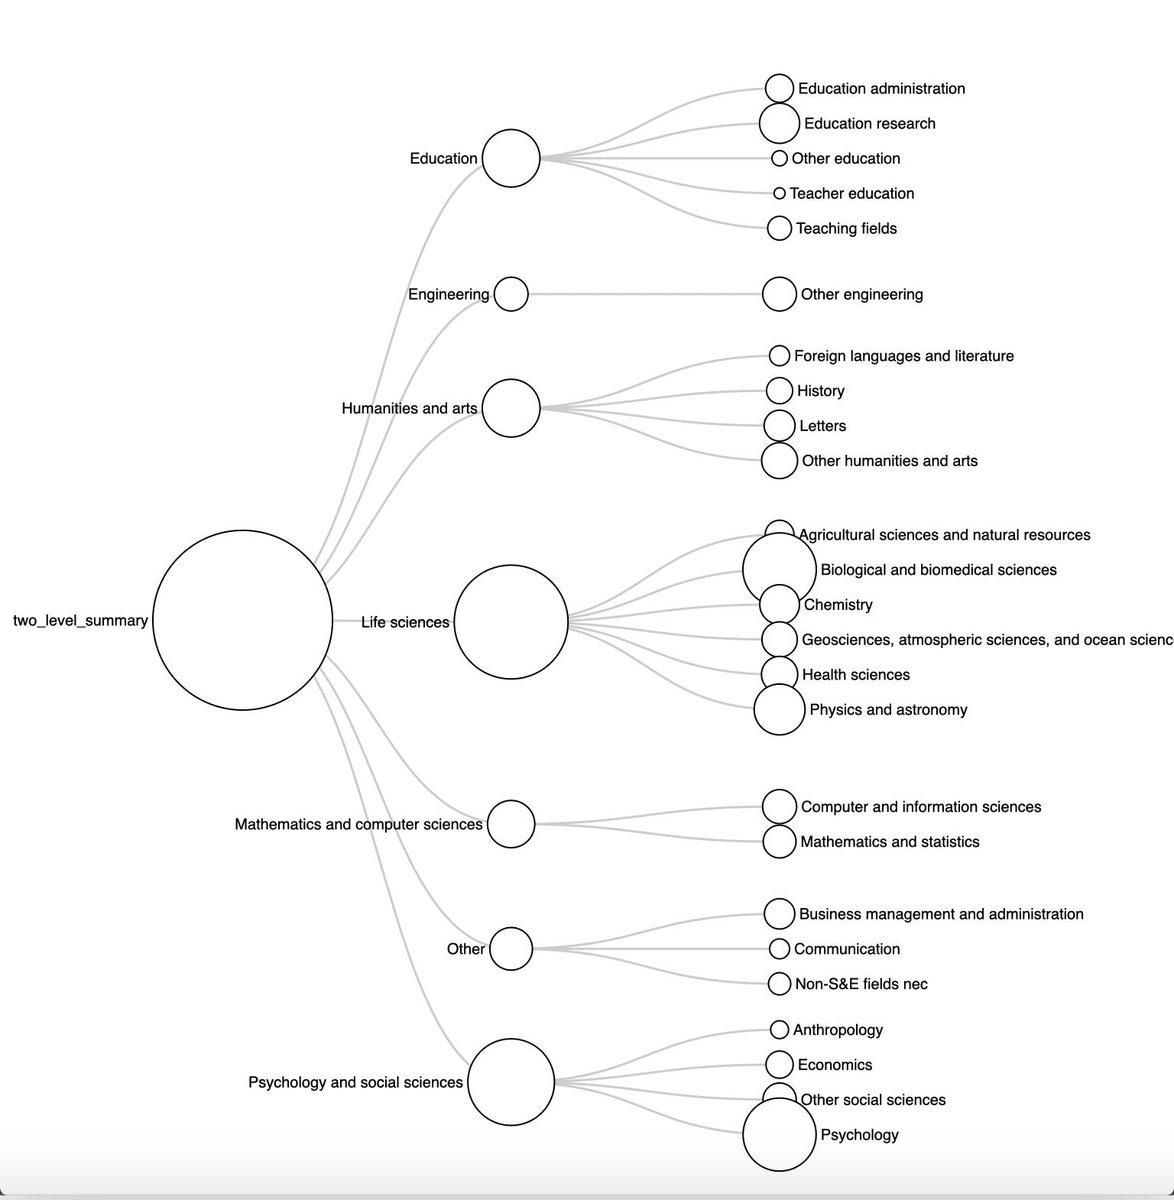 Education administration
Education research
Education
Other education
Teacher education
Teaching fields
Engineering
Other engineering
Foreign languages and literature
History
Humanities and arts
Letters
Other humanities and arts
Agricultural sciences and natural resources
Biological and biomedical sciences
Chemistry
two_level_summary
Life sciences
Geosciences, atmospheric sciences, and ocean scienc
Health sciences
Physics and astronomy
Computer and information sciences
Mathematics and computer sciences
Mathematics and statistics
Business management and administration
Other
Communication
Non-S&E fields nec
Anthropology
Economics
Psychology and social sciences
Other social sciences
Psychology